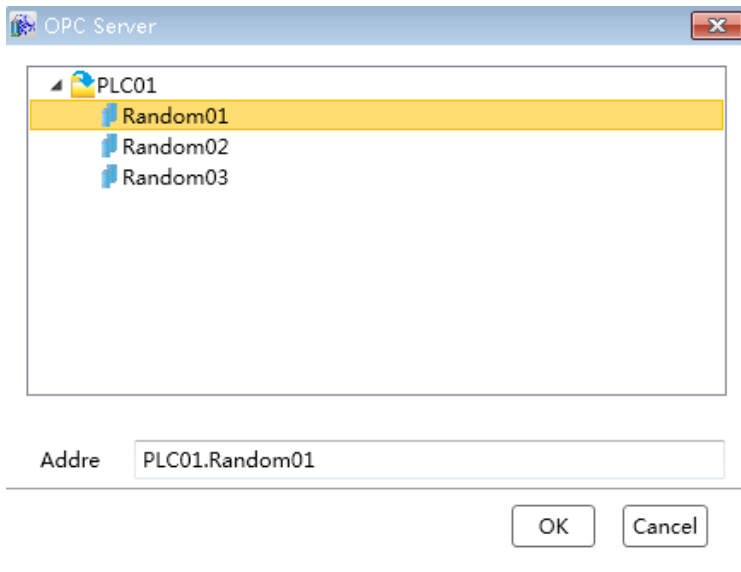 OPC Server
PLC01
Random01
Random02
Random03
Addre PLC01.Random01
OK Cancel